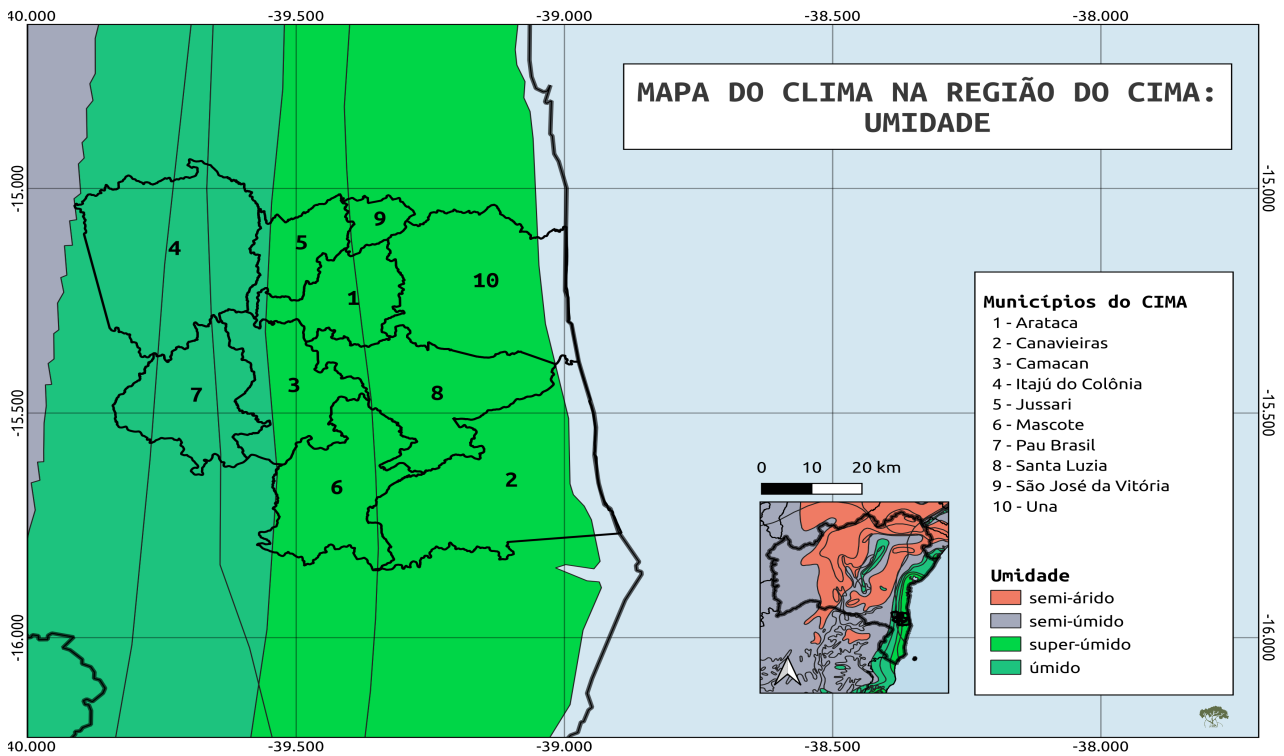 40.000 -39.500 -39.000 -38.500 -38.000
MAPA DO CLIMA NA REGIÃO DO CIMA:
UMIDADE
-15.000 -15.000
9
5
4
10
1
Municípios do CIMA
1 - Arataca
2 - Canavieiras
3 - Camacan
4 - Itajú do Colônia
5 - Jussari
6 - Mascote
7 - Pau Brasil
8 - Santa Luzia
9 - São José da Vitória
10 - Una
3
7
8
-15.500 -15.500
6
2
0 10 20 km
Umidade
semi-árido
semi-úmido
super-úmido
úmido
-16.000 -16.000
40.000 -39.500 -39.000 -38.500 -38.000